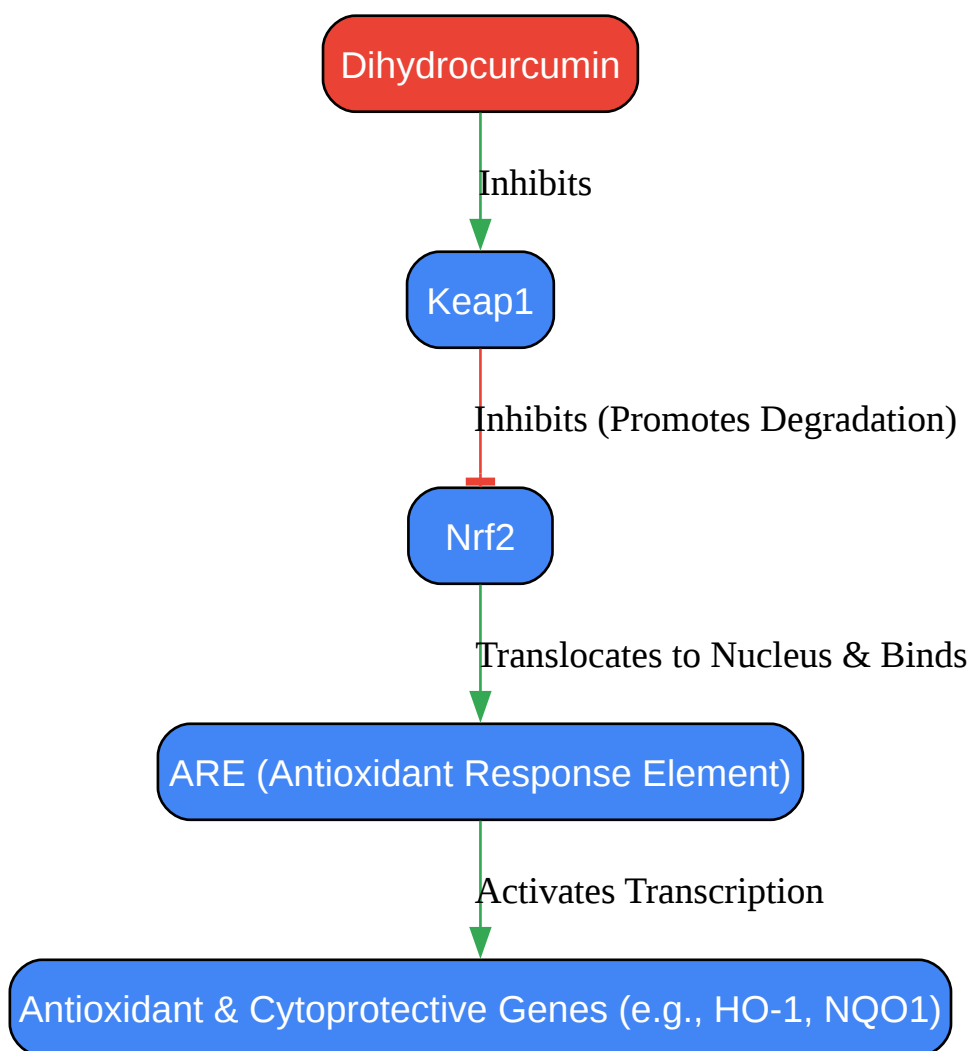 Dihydrocurcumin
Inhibits
Keap1
Inhibits (Promotes Degradation)
Nrf2
Translocates to Nucleus & Binds
ARE (Antioxidant Response Element)
Activates Transcription
Antioxidant & Cytoprotective Genes (e.g., HO-1, NQO1)